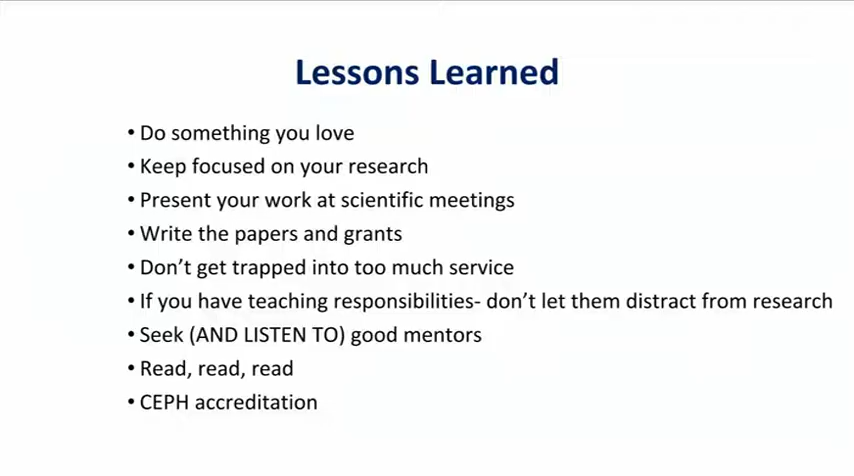 Lessons Learned
• Do something you love
• Keep focused on your research
• Present your work at scientific meetings
• Write the papers and grants
• Don’t get trapped into too much service
• If you have teaching responsibilities- don’t let them distract from research
• Seek (AND LISTEN TO) good mentors
• Read, read, read
• CEPH accreditation